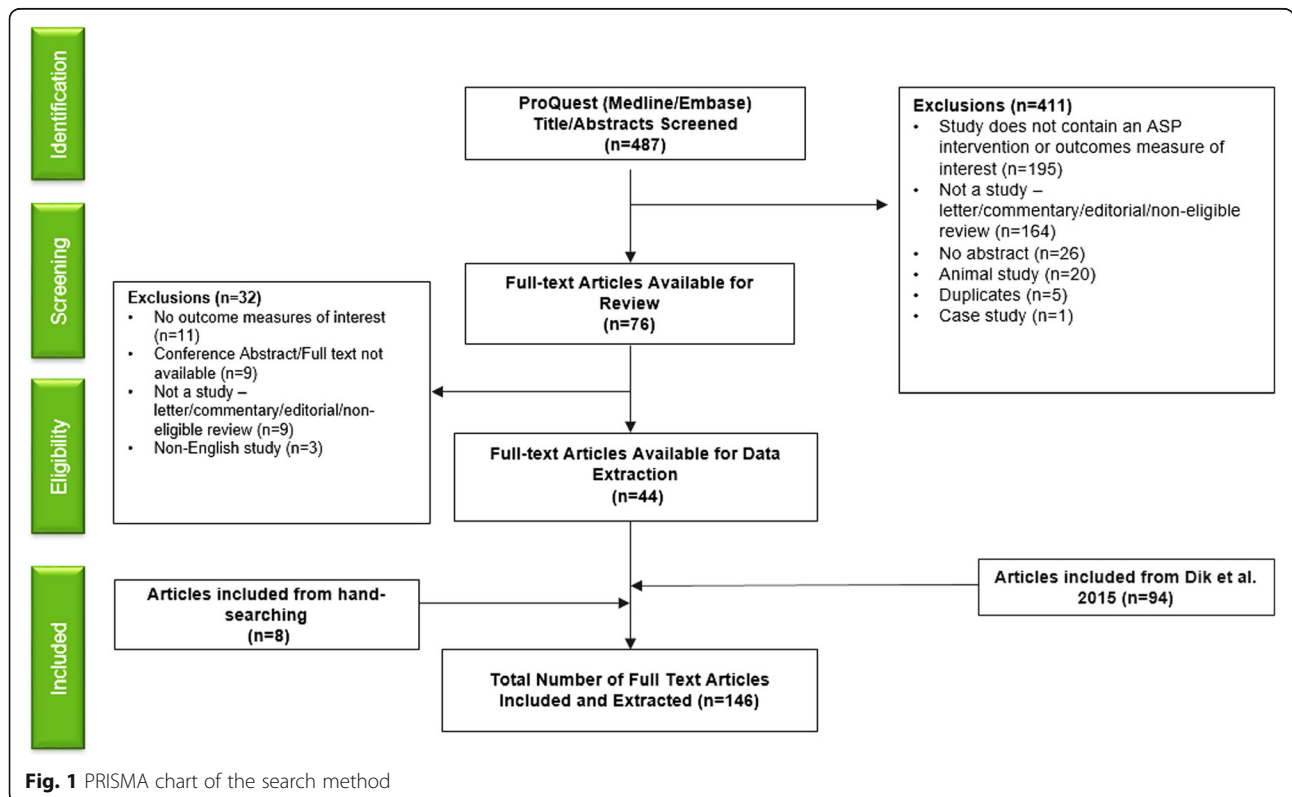 Identification
ProQuest (Medline/Embase)
Title/Abstracts Screened
(n=487)
Exclusions (n=411)
• Study does not contain an ASP
intervention or outcomes measure of
interest (n=195)
• Not a study –
letter/commentary/editorial/non-eligible
review (n=164)
• No abstract (n=26)
• Animal study (n=20)
• Duplicates (n=5)
• Case study (n=1)
Screening
Full-text Articles Available for
Review
(n=76)
Exclusions (n=32)
• No outcome measures of interest
(n=11)
• Conference Abstract/Full text not
available (n=9)
• Not a study –
letter/commentary/editorial/non-
eligible review (n=9)
• Non-English study (n=3)
Eligibility
Full-text Articles Available for Data
Extraction
(n=44)
Included
Articles included from hand-
searching
(n=8)
Articles included from Dik et al.
2015 (n=94)
Total Number of Full Text Articles
Included and Extracted (n=146)
Fig. 1 PRISMA chart of the search method